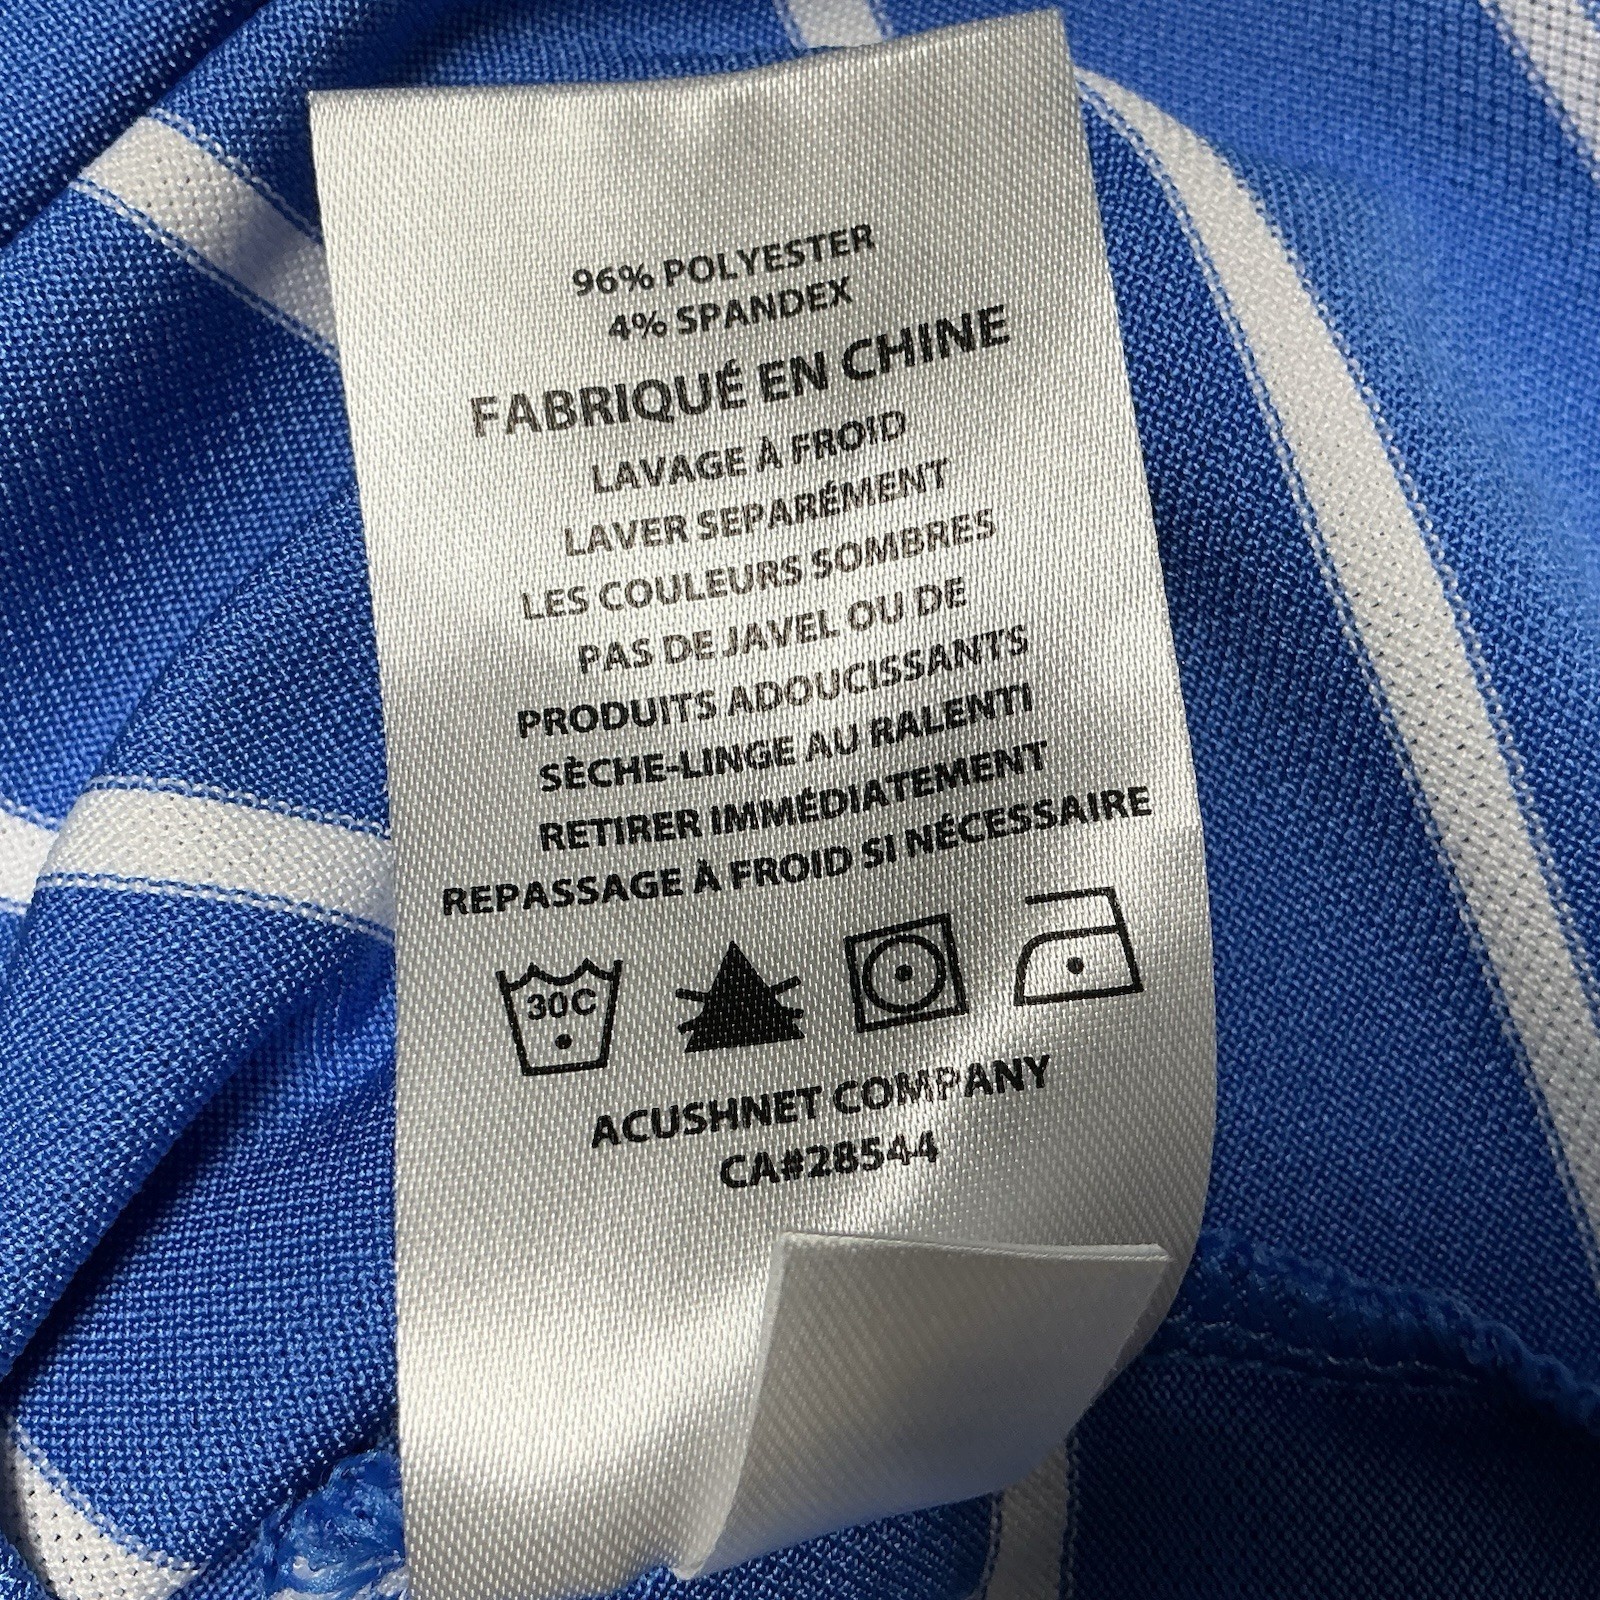 96% POLYESTER
4% SPANDEX
FABRIQUÉ EN CHINE
LAVAGE À FROID
LAVER SEPARÉMENT
LES COULEURS SOMBRES
PAS DE JAVEL OU DE
PRODUITS ADOUCISSANTS
SÈCHE-LINGE AU RALENTI
RETIRER IMMÉDIATEMENT
REPASSAGE À FROID SI NÉCESSAIRE
30C
ACUSHNET COMPANY
CA#28544